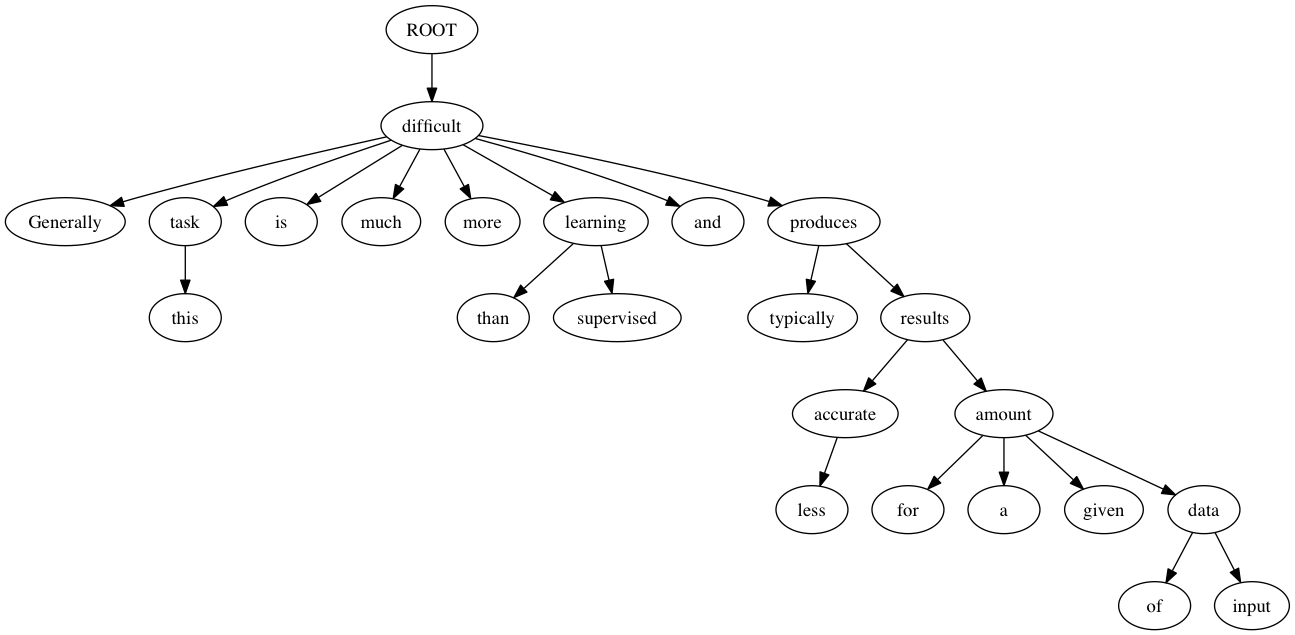 ROOT
difficult
Generally task is much more learning and produces
this than supervised typically results
accurate amount
less for a given data
of input